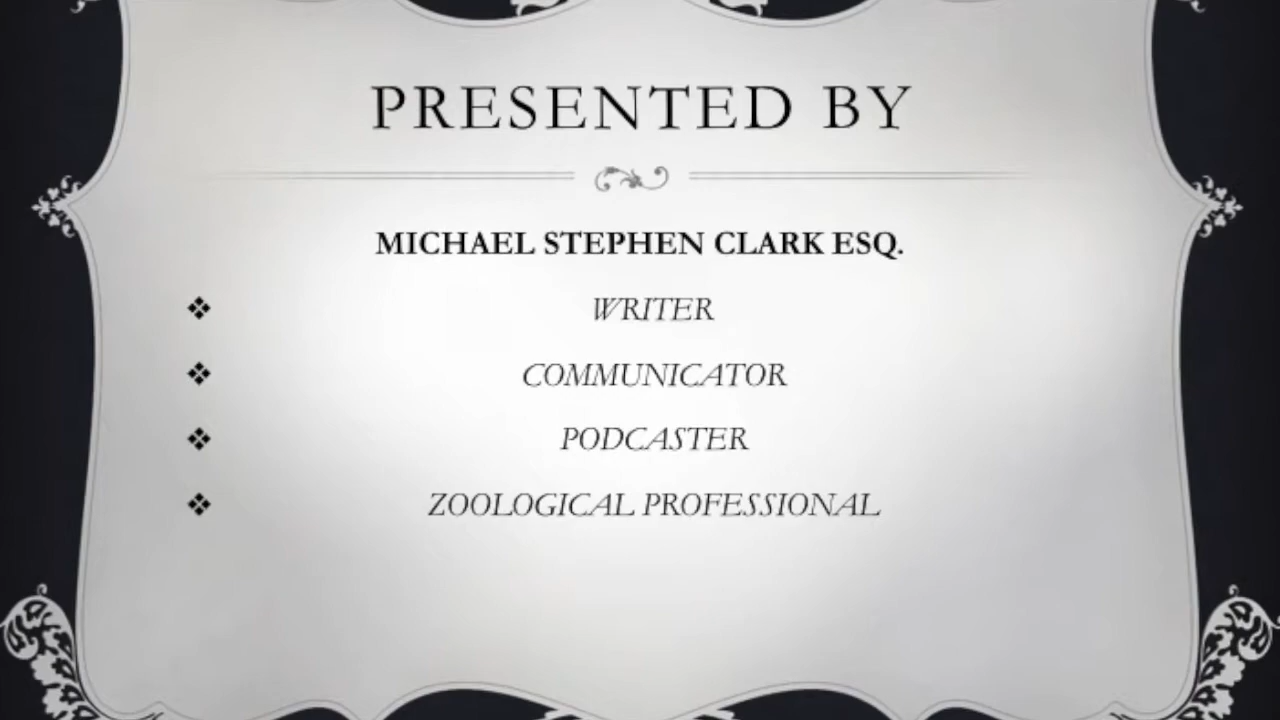 PRESENTED BY
MICHAEL STEPHEN CLARK ESQ.
❖ WRITER
❖ COMMUNICATOR
❖ PODCASTER
❖ ZOOLOGICAL PROFESSIONAL